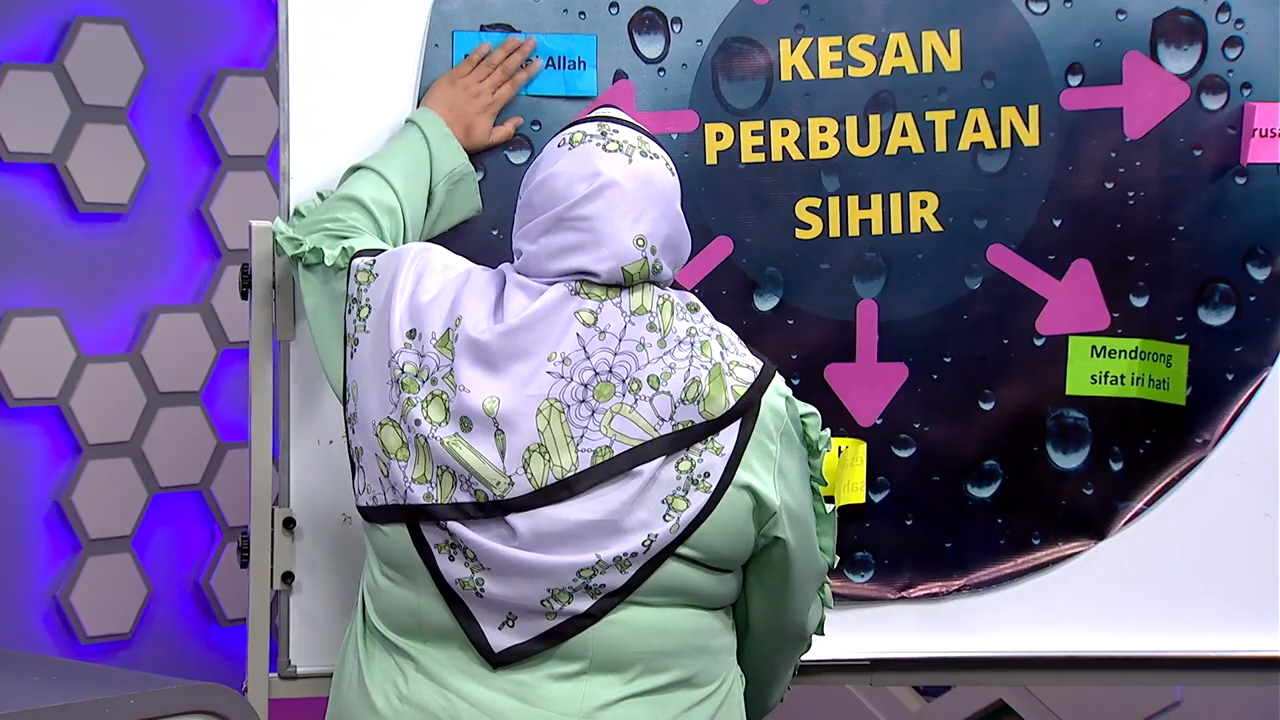 Allah
KESAN
PERBUATAN
SIHIR
Mendorong
sifat iri hati